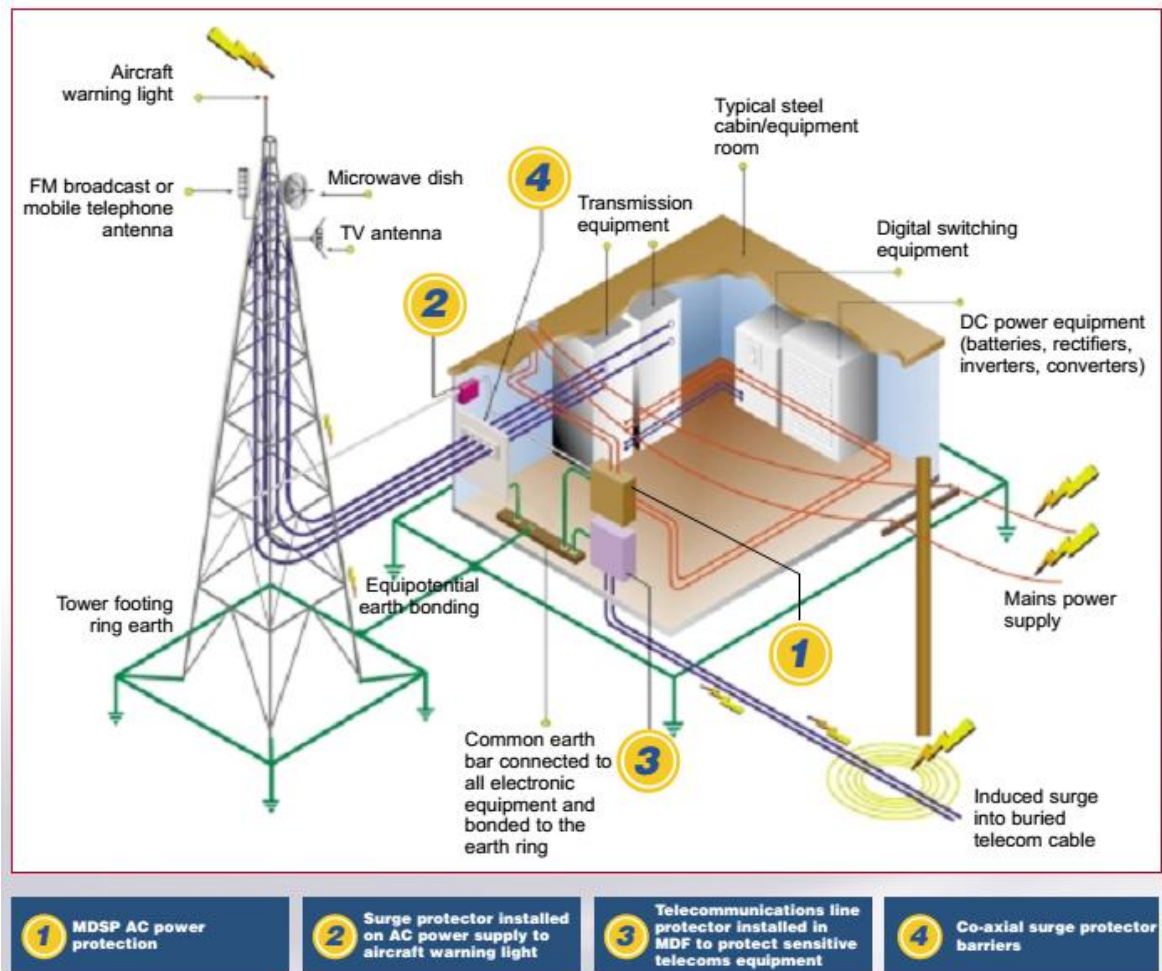 Aircraft
warning light
FM broadcast or
mobile telephone
antenna
Microwave dish
TV antenna
4
2
Typical steel
cabin/equipment
room
Transmission
equipment
Digital switching
equipment
DC power equipment
(batteries, rectifiers,
inverters, converters)
Tower footing
ring earth
Equipotential
earth bonding
Mains power
supply
1
3
Common earth
bar connected to
all electronic
equipment and
bonded to the
earth ring
Induced surge
into buried
telecom cable
1 MDSP AC power
protection
2 Surge protector installed
on AC power supply to
aircraft warning light
3 Telecommunications line
protector installed in
MDF to protect sensitive
telecoms equipment
4 Co-axial surge protector
barriers